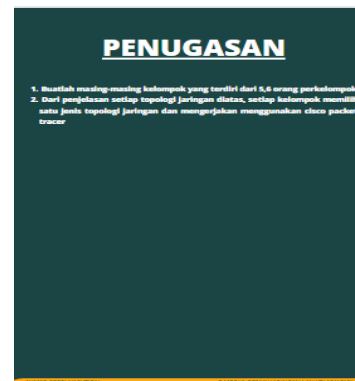 PENUGASAN
1. Buatlah masing-masing kelompok yang terdiri dari 5,6 orang perkelompok
2. Dari penjelasan setiap topologi jaringan diatas, setiap kelompok memilih
satu jenis topologi jaringan dan mengerjakan menggunakan cisco packet
tracer